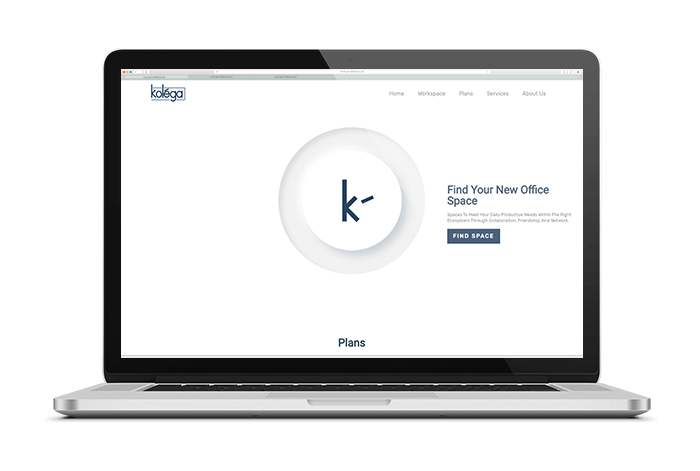 koléga
Home Workspace Plans Services About Us
k-
Find Your New Office
Space
Spaces To Meet Your Daily Productive Needs Within The Right
Ecosystem Through Collaboration, Friendship, And Network.
FIND SPACE
Plans